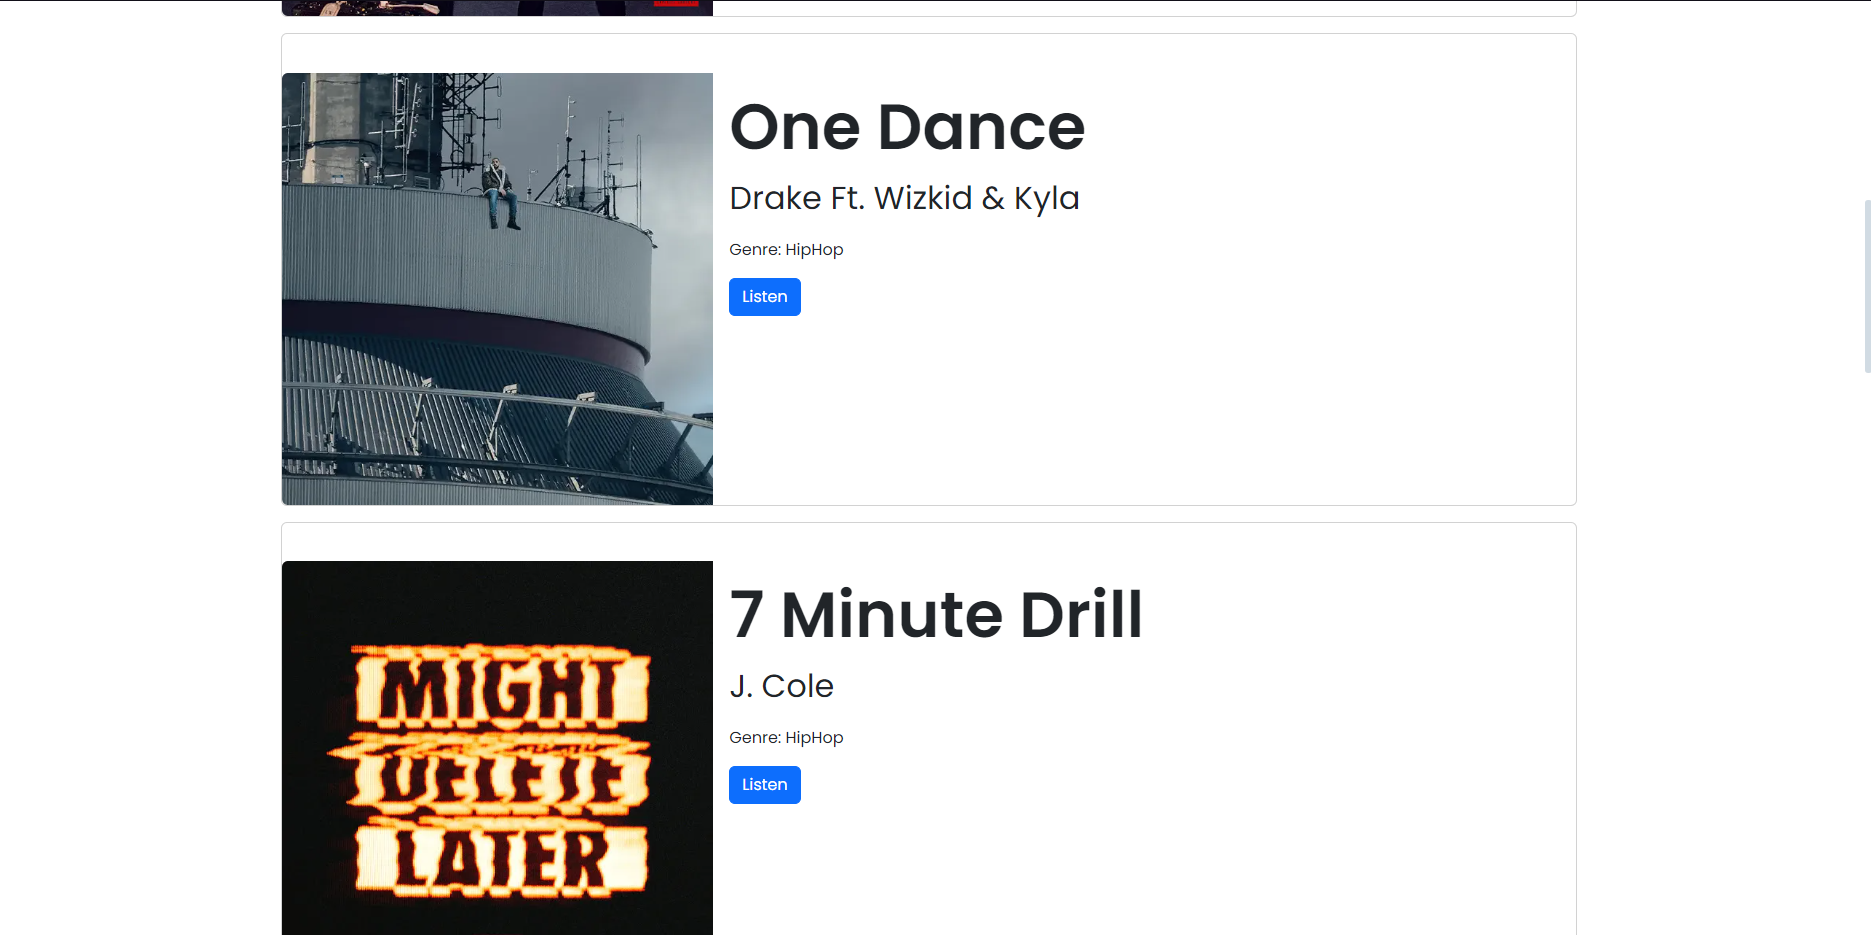 One Dance
Drake Ft. Wizkid & Kyla
Genre: HipHop
Listen
MIGHT
DELETE
LATER
7 Minute Drill
J. Cole
Genre: HipHop
Listen